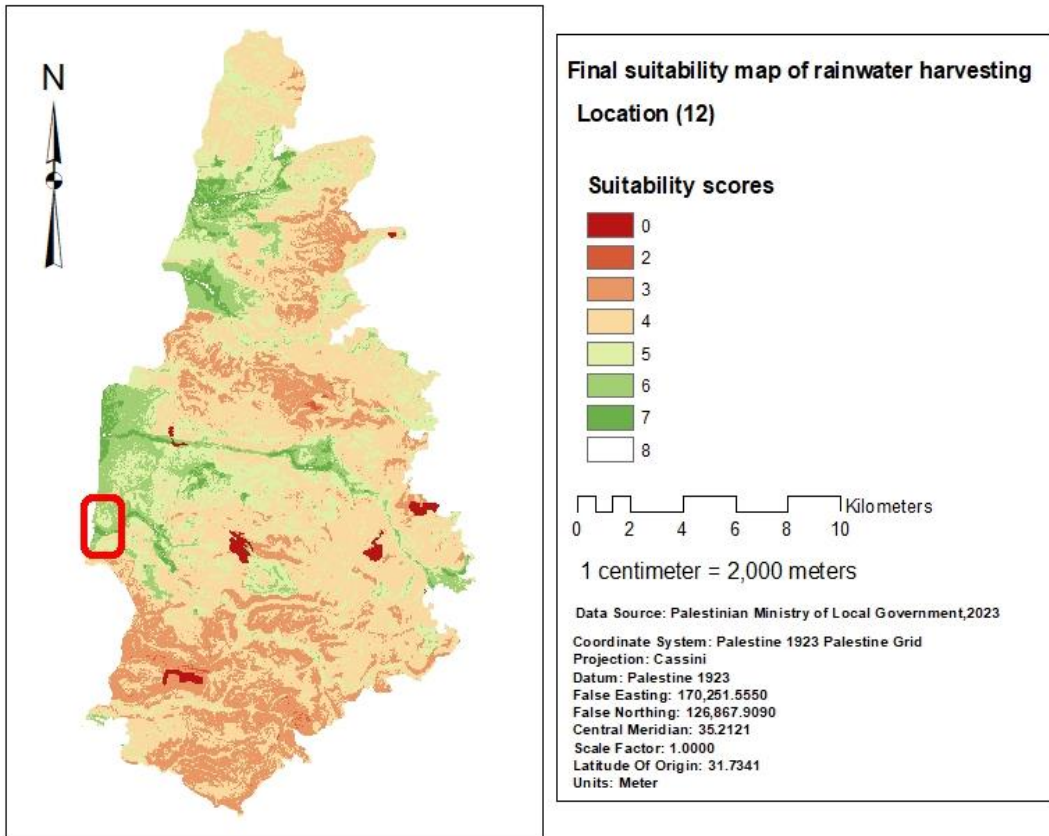 N
Final suitability map of rainwater harvesting
Location (12)
Suitability scores
0
2
3
4
5
6
7
8
Kilometers
0 2 4 6 8 10
1 centimeter = 2,000 meters
Data Source: Palestinian Ministry of Local Government,2023
Coordinate System: Palestine 1923 Palestine Grid
Projection: Cassini
Datum: Palestine 1923
False Easting: 170,251.5550
False Northing: 126,867.9090
Central Meridian: 35.2121
Scale Factor: 1.0000
Latitude Of Origin: 31.7341
Units: Meter